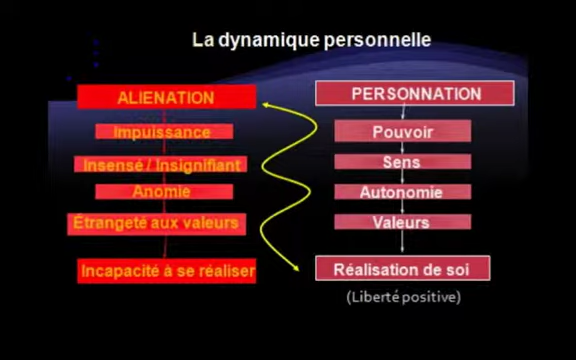 La dynamique personnelle
ALIENATION
Impuissance
Insensé / Insignifiant
Anomie
Étrangeté aux valeurs
Incapacité à se réaliser
PERSONNATION
Pouvoir
Sens
Autonomie
Valeurs
Réalisation de soi
(Liberté positive)